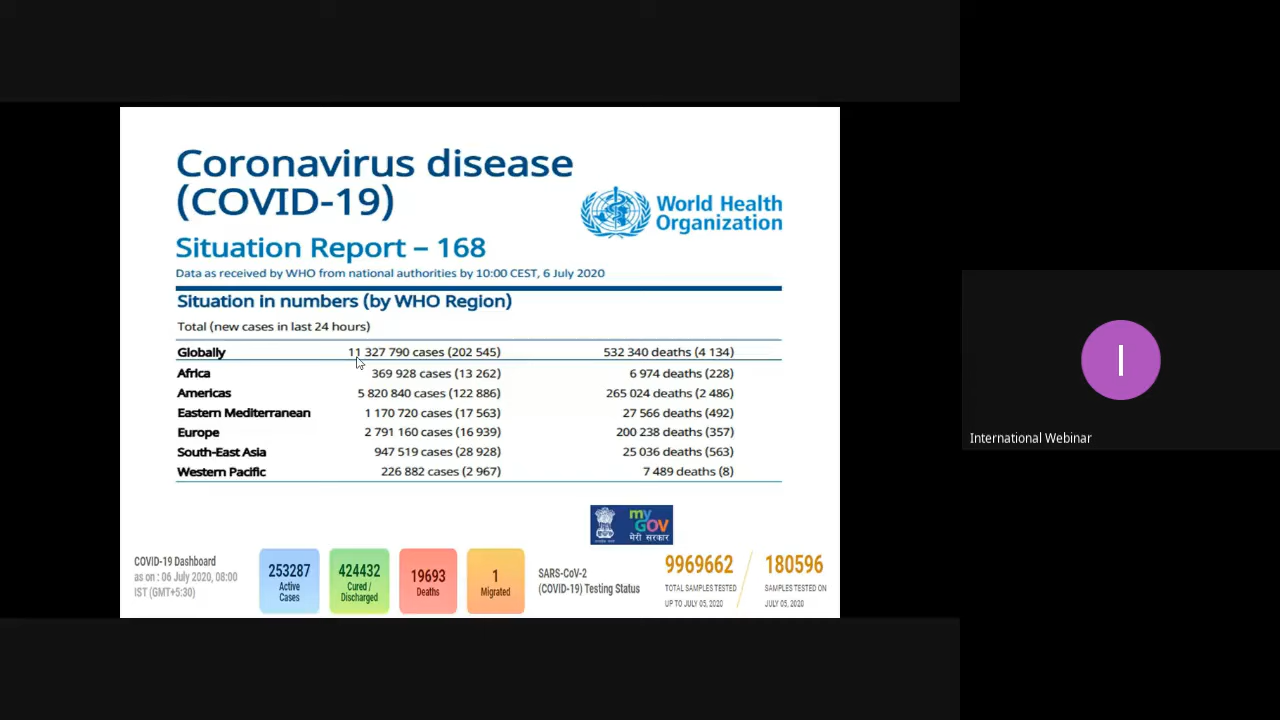 Coronavirus disease
(COVID-19)
World Health
Organization
Situation Report – 168
Data as received by WHO from national authorities by 10:00 CEST, 6 July 2020
Situation in numbers (by WHO Region)
Total (new cases in last 24 hours)
Globally 11 327 790 cases (202 545) 532 340 deaths (4 134)
Africa 369 928 cases (13 262) 6 974 deaths (228)
Americas 5 820 840 cases (122 886) 265 024 deaths (2 486)
Eastern Mediterranean 1 170 720 cases (17 563) 27 566 deaths (492)
Europe 2 791 160 cases (16 939) 200 238 deaths (357)
South-East Asia 947 519 cases (28 928) 25 036 deaths (563)
Western Pacific 226 882 cases (2 967) 7 489 deaths (8)
my
GOV
मेरी सरकार
COVID-19 Dashboard
as on : 06 July 2020, 08:00
IST (GMT+5:30)
253287
Active
Cases
424432
Cured /
Discharged
19693
Deaths
1
Migrated
SARS-CoV-2
(COVID-19) Testing Status
9969662
TOTAL SAMPLES TESTED
UP TO JULY 05, 2020
180596
SAMPLES TESTED ON
JULY 05, 2020
I
International Webinar